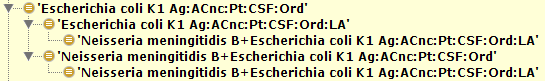 'Escherichia coli K1 Ag:ACnc:Pt:CSF:Ord'
'Escherichia coli K1 Ag:ACnc:Pt:CSF:Ord:LA'
'Neisseria meningitidis B+Escherichia coli K1 Ag:ACnc:Pt:CSF:Ord:LA'
'Neisseria meningitidis B+Escherichia coli K1 Ag:ACnc:Pt:CSF:Ord'
'Neisseria meningitidis B+Escherichia coli K1 Ag:ACnc:Pt:CSF:Ord:LA'